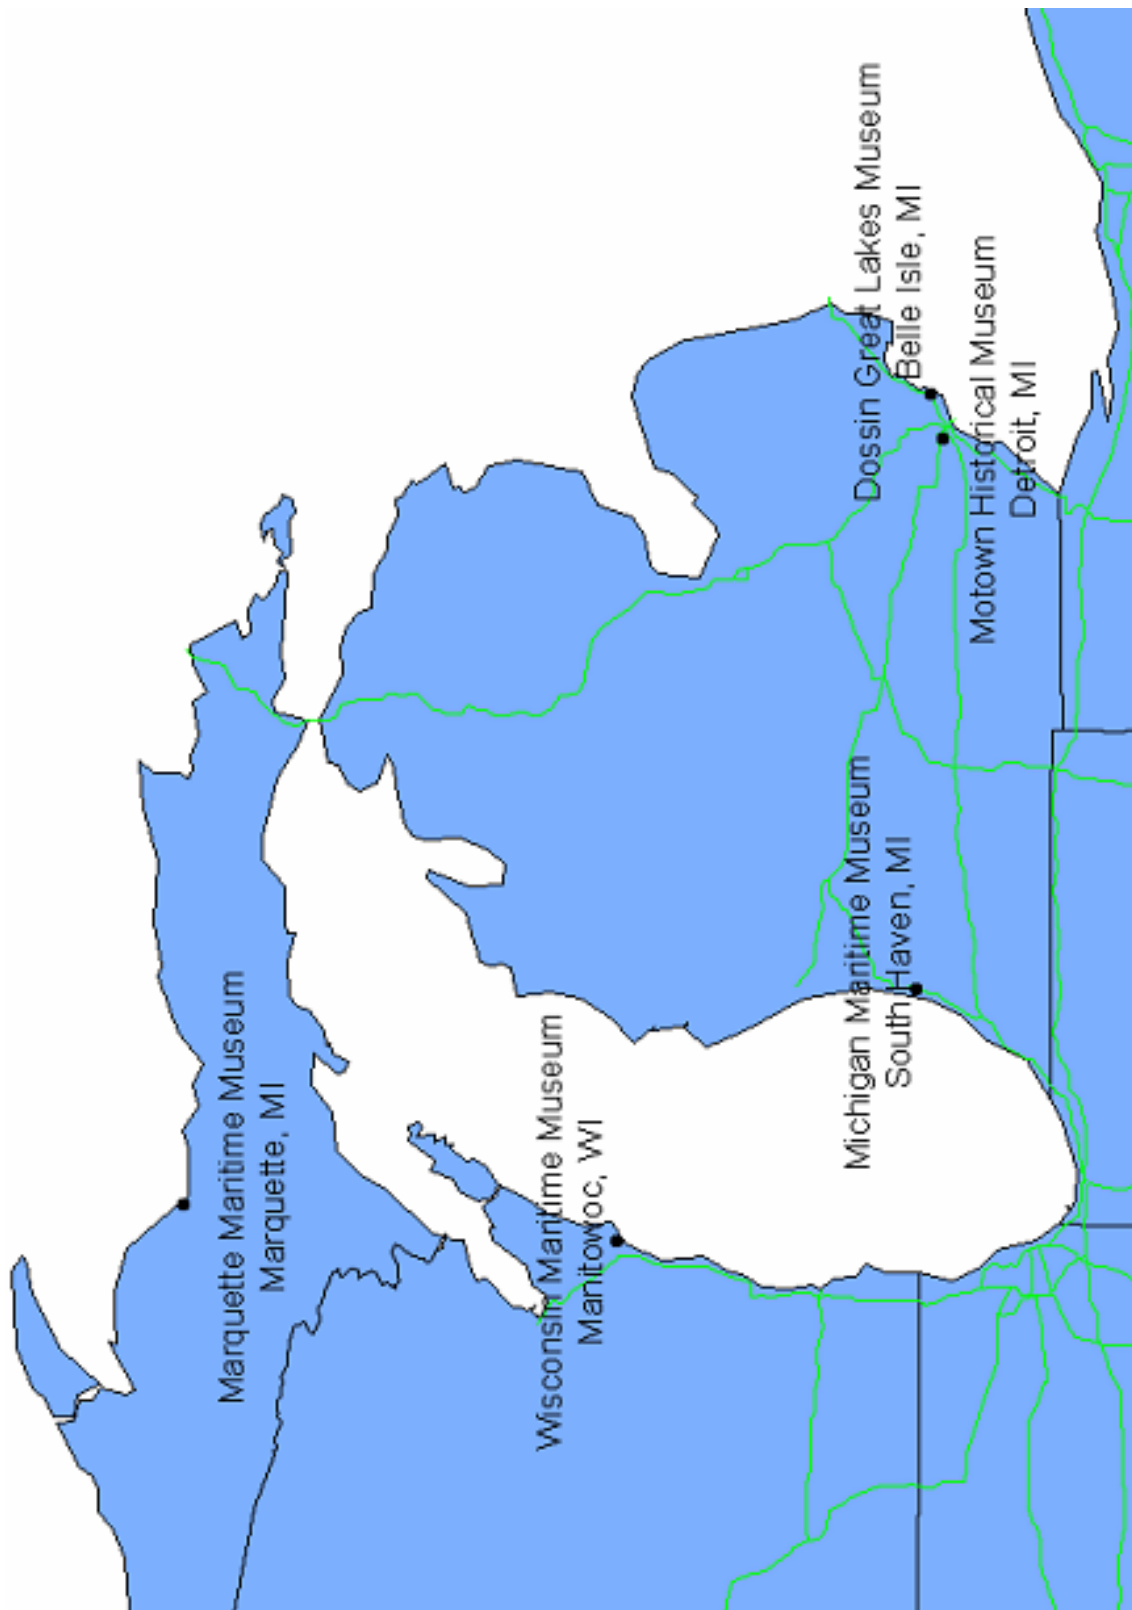 Marquette Maritime Museum
Marquette, MI
Wisconsin Maritime Museum
Manitowoc, WI
Michigan Maritime Museum
South Haven, MI
Dossin Great Lakes Museum
Belle Isle, MI
Motown Historical Museum
Detroit, MI